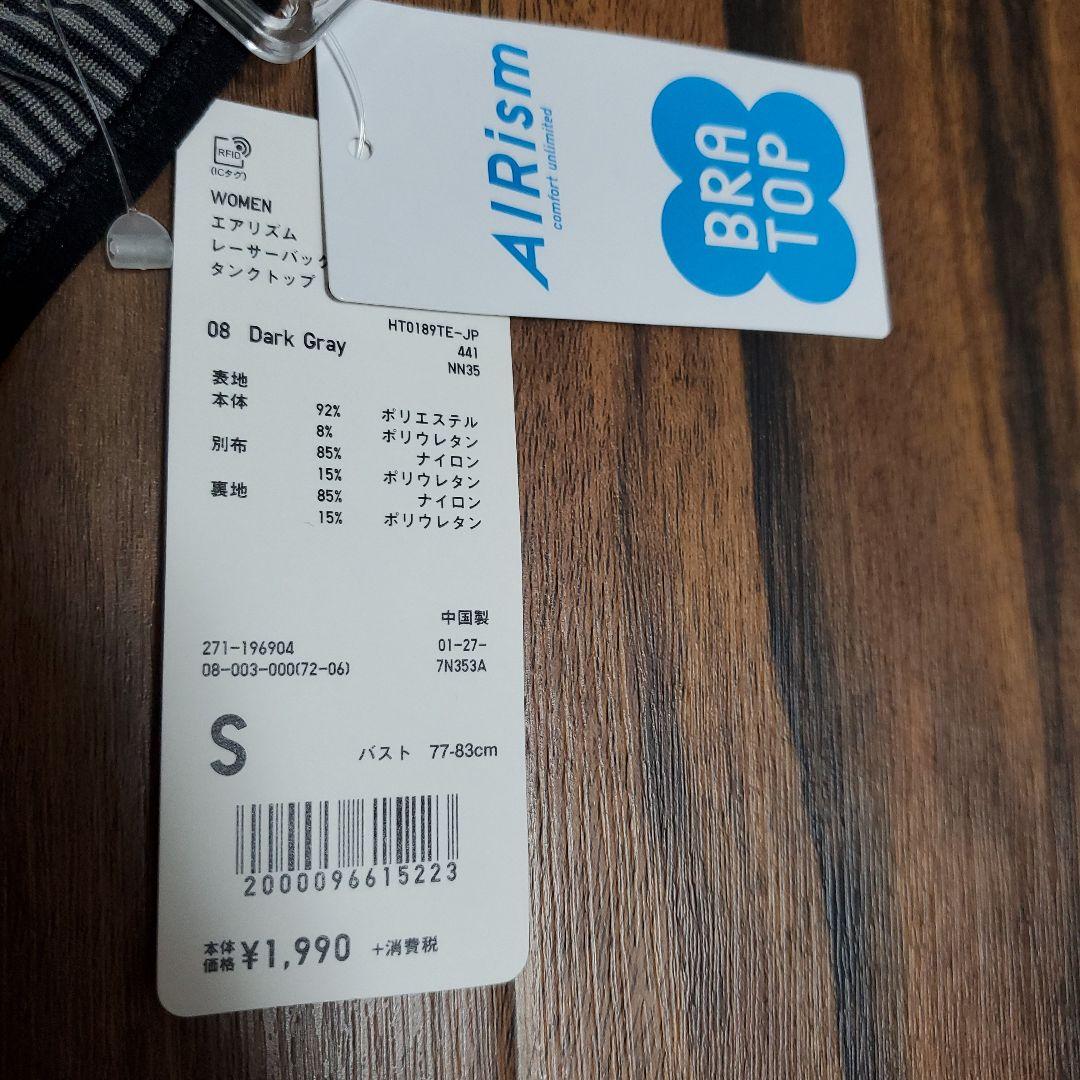 AIRism
comfort unlimited
BRA
TOP
RFID
(ICタグ)
WOMEN
エアリズム
レーサーバック
タンクトップ
08 Dark Gray
HT0189TE-JP
441
NN35
表地
本体 92% ポリエステル
8% ポリウレタン
別布 85% ナイロン
15% ポリウレタン
裏地 85% ナイロン
15% ポリウレタン
中国製
271-196904 01-27-
08-003-000(72-06) 7N353A
S バスト 77-83cm
2000096615223
本体
価格 ¥1,990 +消費税